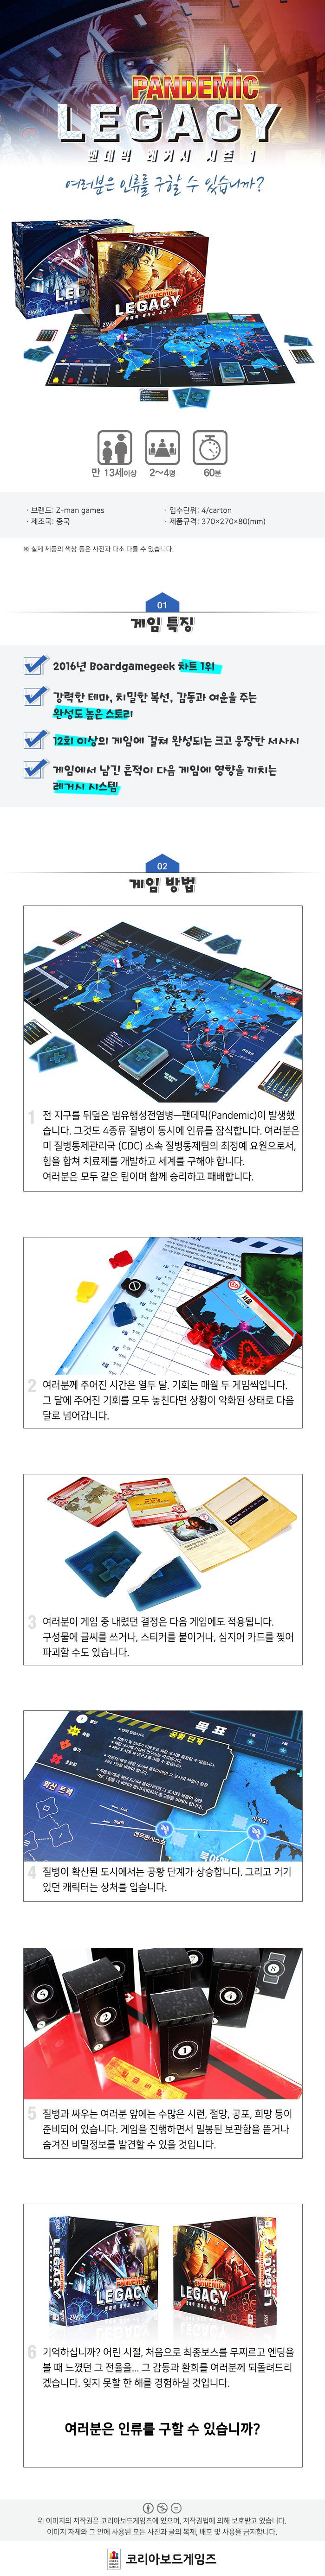 PANDEMIC
LEGACY
팬데믹 레거시 시즌 1
여러분은 인류를 구할 수 있습니까?
PANDEMIC
LEGACY
만 13세이상
2~4명
60분
· 브랜드: Z-man games
· 입수단위: 4/carton
· 제조국: 중국
· 제품규격: 370×270×80(mm)
※ 실제 제품의 색상 등은 사진과 다소 다를 수 있습니다.
01
게임 특징
2016년 Boardgamegeek 차트 1위
강력한 테마, 치밀한 복선, 감동과 여운을 주는
완성도 높은 스토리
12회 이상의 게임에 걸쳐 완성되는 크고 웅장한 서사시
게임에서 남긴 흔적이 다음 게임에 영향을 끼치는
레거시 시스템
02
게임 방법
1
전 지구를 뒤덮은 범유행성전염병—팬데믹(Pandemic)이 발생했
습니다. 그것도 4종류 질병이 동시에 인류를 잠식합니다. 여러분은
미 질병통제관리국 (CDC) 소속 질병통제팀의 최정예 요원으로서,
힘을 합쳐 치료제를 개발하고 세계를 구해야 합니다.
여러분은 모두 같은 팀이며 함께 승리하고 패배합니다.
서울
2
여러분께 주어진 시간은 열두 달. 기회는 매월 두 게임씩입니다.
그 달에 주어진 기회를 모두 놓친다면 상황이 악화된 상태로 다음
달로 넘어갑니다.
3
여러분이 게임 중 내렸던 결정은 다음 게임에도 적용됩니다.
구성물에 글씨를 쓰거나, 스티커를 붙이거나, 심지어 카드를 찢어
파괴할 수도 있습니다.
공황 단계
목표
확산 트랙
샌프란시스코
시카고
4
질병이 확산된 도시에서는 공황 단계가 상승합니다. 그리고 거기
있던 캐릭터는 상처를 입습니다.
5
2
6
8
1
5
질병과 싸우는 여러분 앞에는 수많은 시련, 절망, 공포, 희망 등이
준비되어 있습니다. 게임을 진행하면서 밀봉된 보관함을 뜯거나
숨겨진 비밀정보를 발견할 수 있을 것입니다.
LEGACY
PANDEMIC
LEGACY
PANDEMIC
LEGACY
LEGACY
6
기억하십니까? 어린 시절, 처음으로 최종보스를 무찌르고 엔딩을
볼 때 느꼈던 그 전율을... 그 감동과 환희를 여러분께 되돌려드리
겠습니다. 잊지 못할 한 해를 경험하실 것입니다.
여러분은 인류를 구할 수 있습니까?
위 이미지의 저작권은 코리아보드게임즈에 있으며, 저작권법에 의해 보호받고 있습니다.
이미지 자체와 그 안에 사용된 모든 사진과 글의 복제, 배포 및 사용을 금지합니다.
KOREA BOARD GAMES
코리아보드게임즈